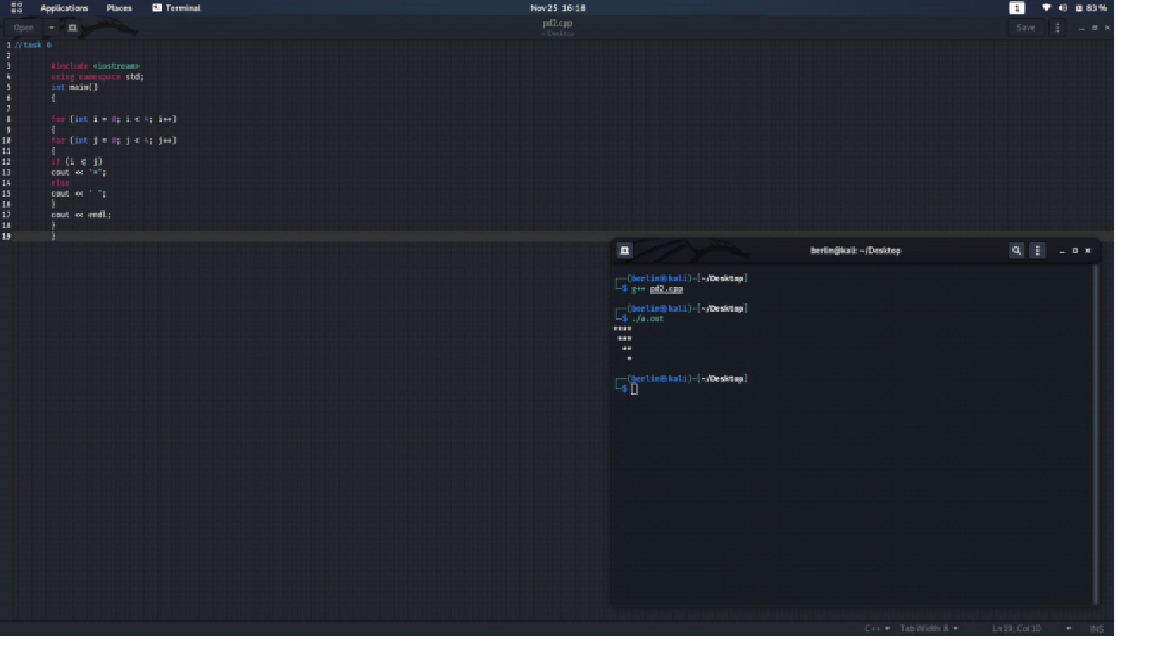 Applications Places Terminal Nov 25 16:18 1 83 %
Open pd2.cpp Save
~/Desktop
1 //task 6
2
3 #include <iostream>
4 using namespace std;
5 int main()
6 {
7
8 for (int i = 0; i < 4; i++)
9 {
10 for (int j = 0; j < 4; j++)
11 {
12 if (i ≤ j)
13 cout << "*";
14 else
15 cout << " ";
16 }
17 cout << endl;
18 }
19 }
berlin@kali: ~/Desktop
(berlin㉿kali)-[~/Desktop]
$ g++ pd2.cpp
(berlin㉿kali)-[~/Desktop]
$ ./a.out
****
***
**
*
(berlin㉿kali)-[~/Desktop]
$
C++ Tab Width: 8 Ln 19, Col 10 INS